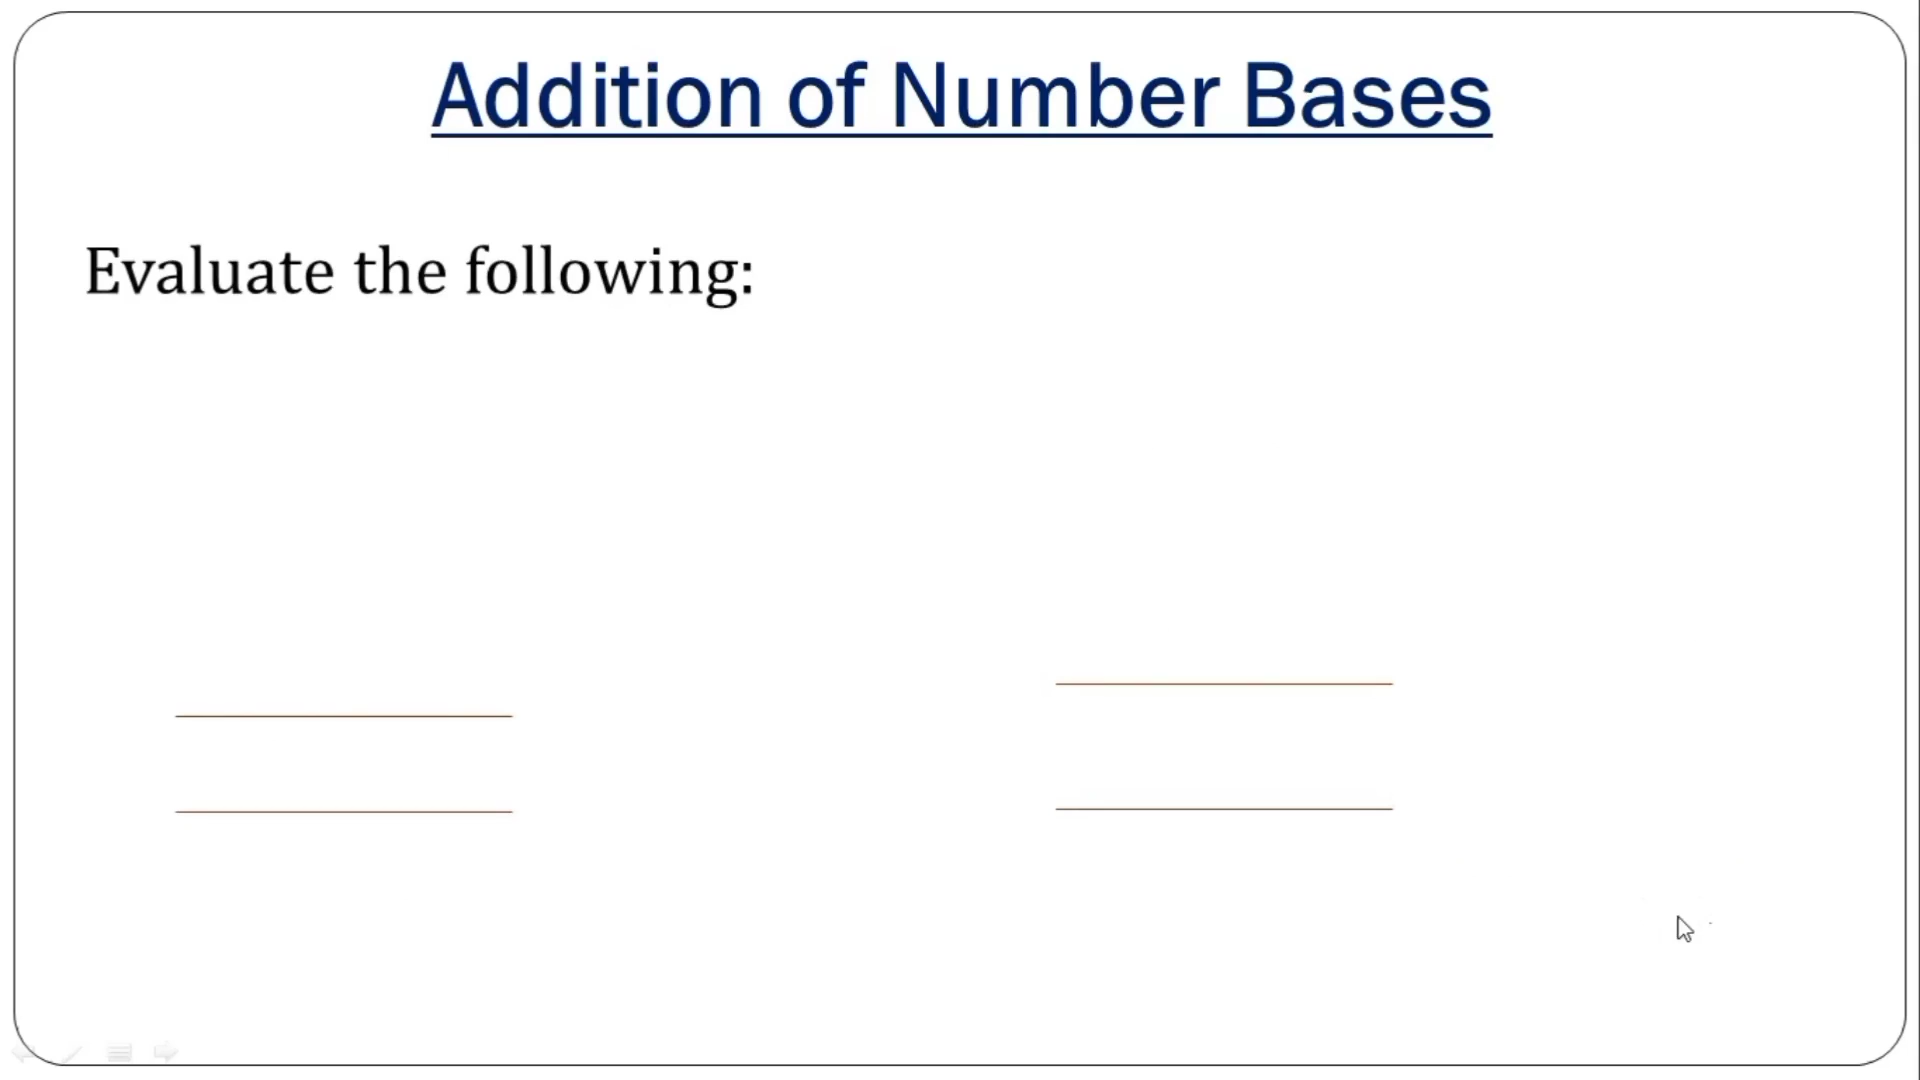 Addition of Number Bases
Evaluate the following: